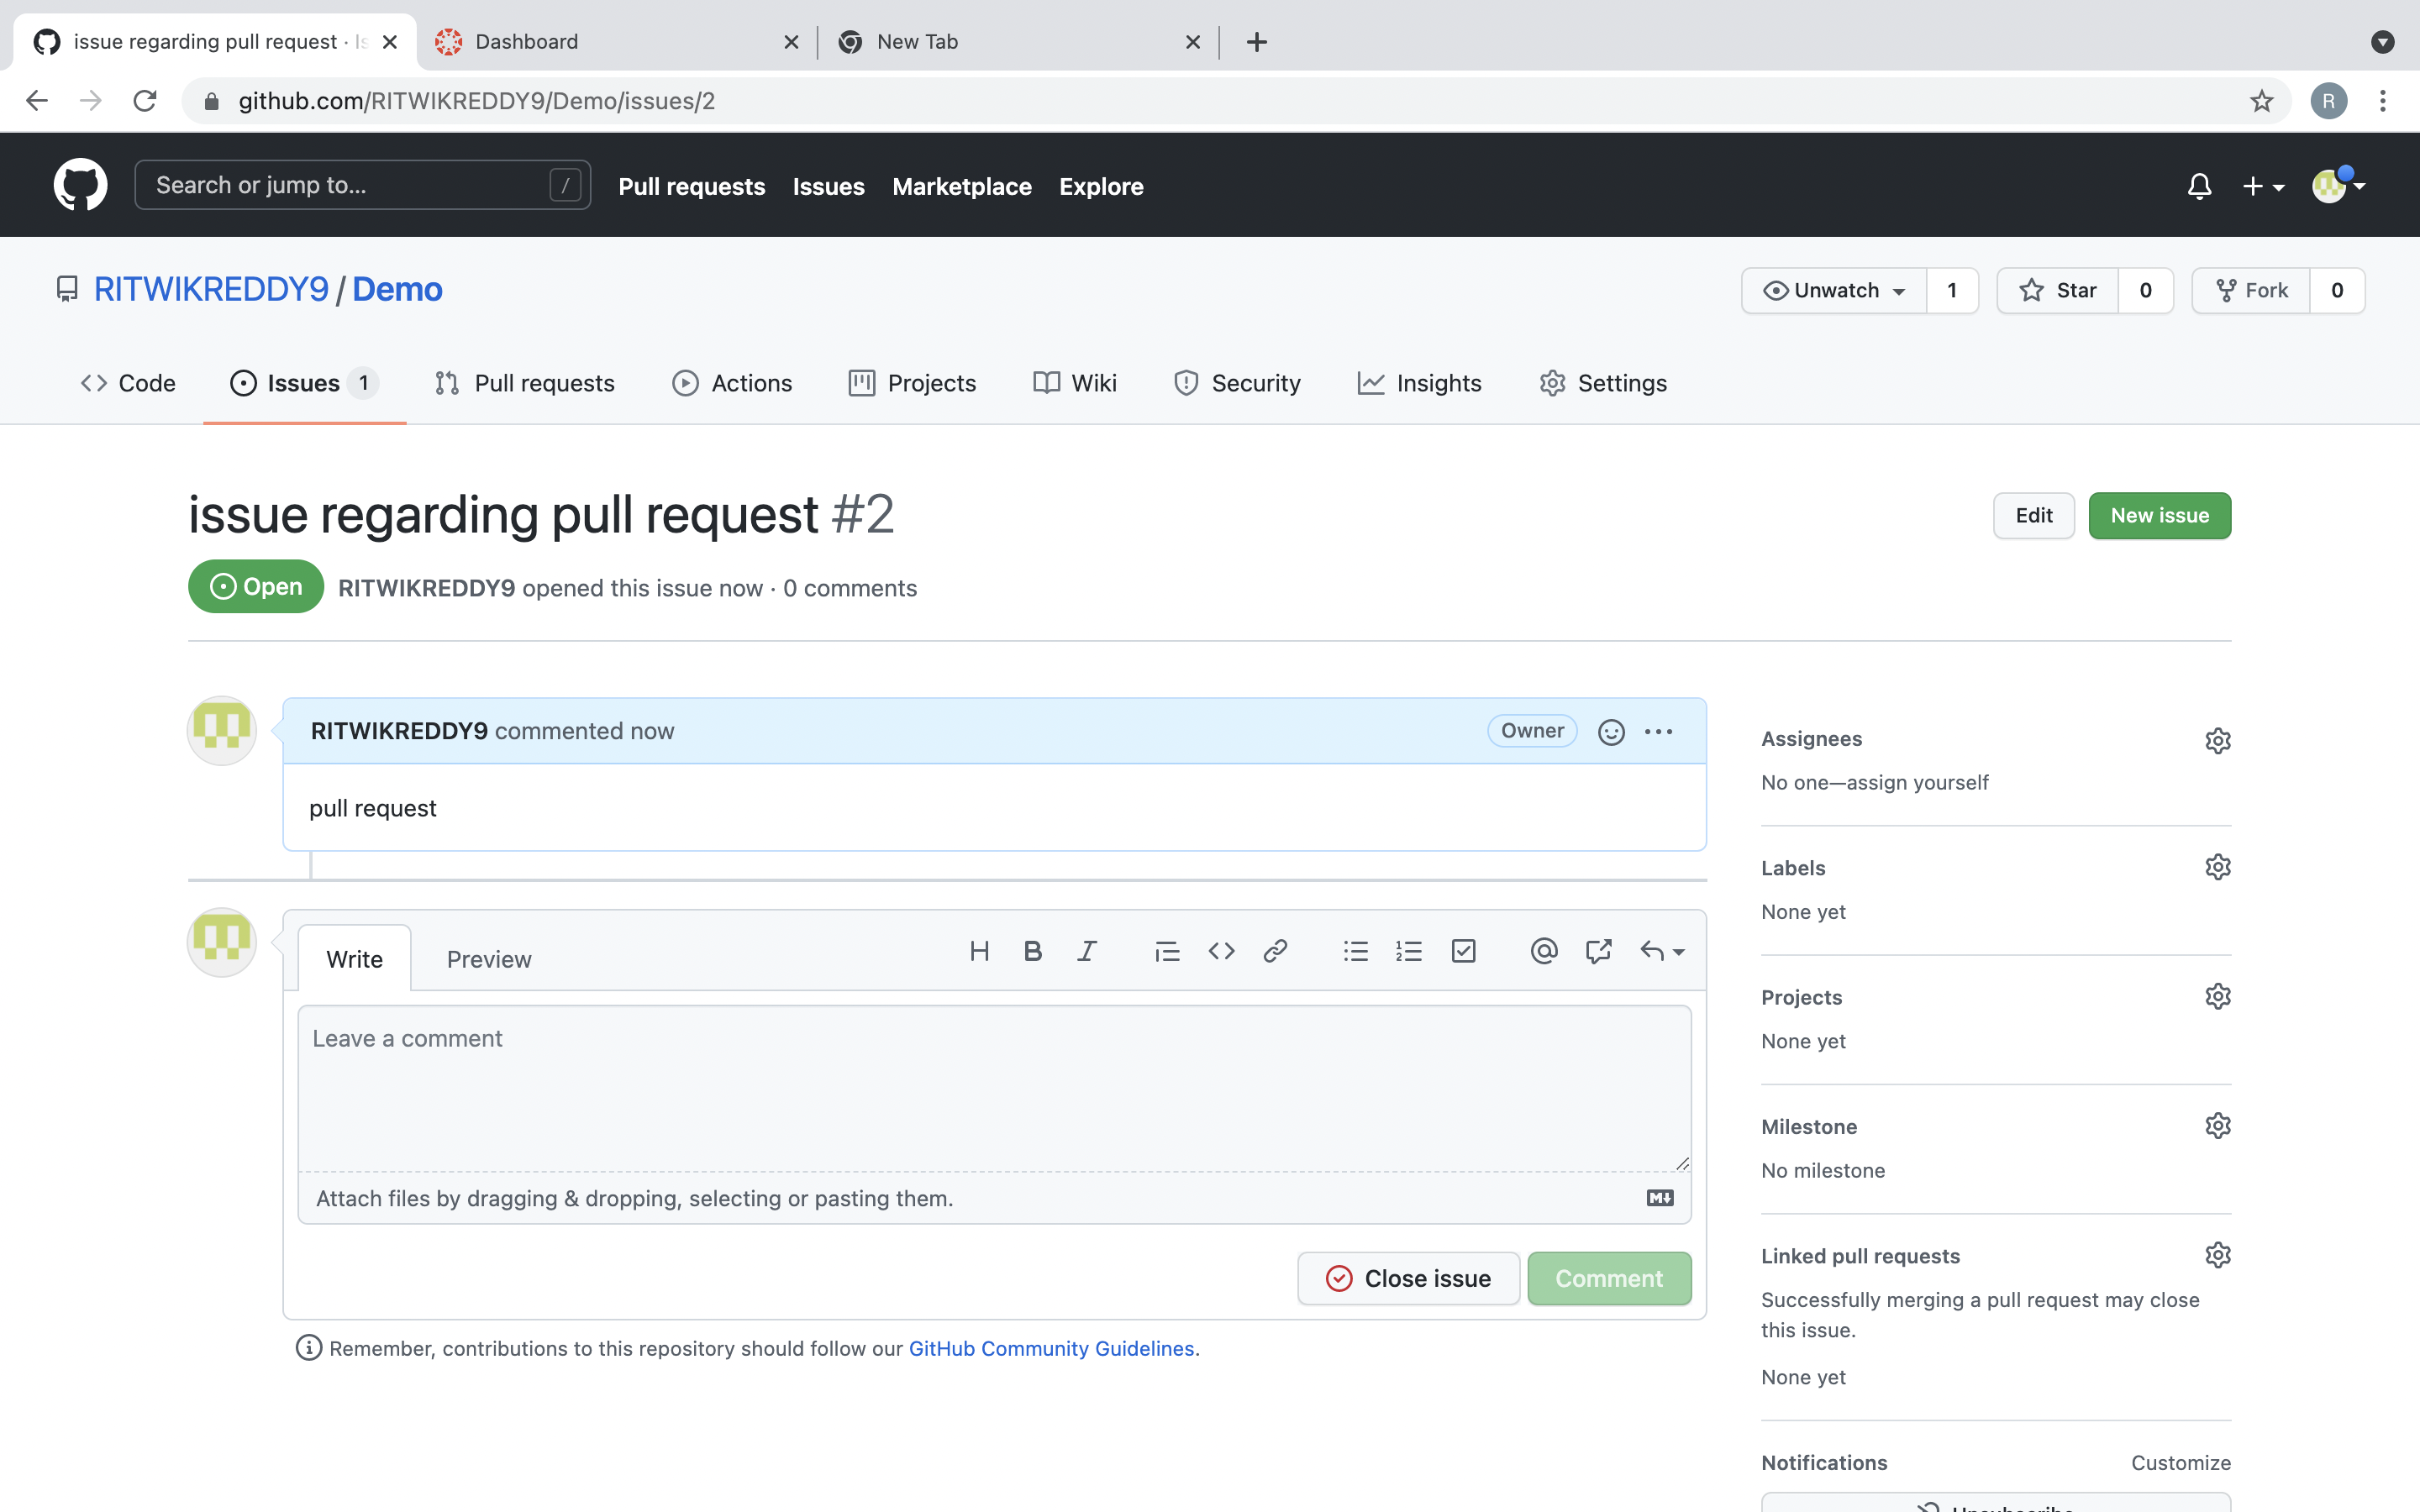 issue regarding pull request · Is
Dashboard
New Tab
github.com/RITWIKREDDY9/Demo/issues/2
R
Search or jump to... /
Pull requests Issues Marketplace Explore
RITWIKREDDY9 / Demo
Unwatch 1 Star 0 Fork 0
Code Issues 1 Pull requests Actions Projects Wiki Security Insights Settings
issue regarding pull request #2
Edit New issue
Open RITWIKREDDY9 opened this issue now · 0 comments
RITWIKREDDY9 commented now Owner
pull request
Write Preview
Leave a comment
Attach files by dragging & dropping, selecting or pasting them.
Close issue Comment
Remember, contributions to this repository should follow our GitHub Community Guidelines.
Assignees
No one—assign yourself
Labels
None yet
Projects
None yet
Milestone
No milestone
Linked pull requests
Successfully merging a pull request may close
this issue.
None yet
Notifications Customize
Unsubscribe